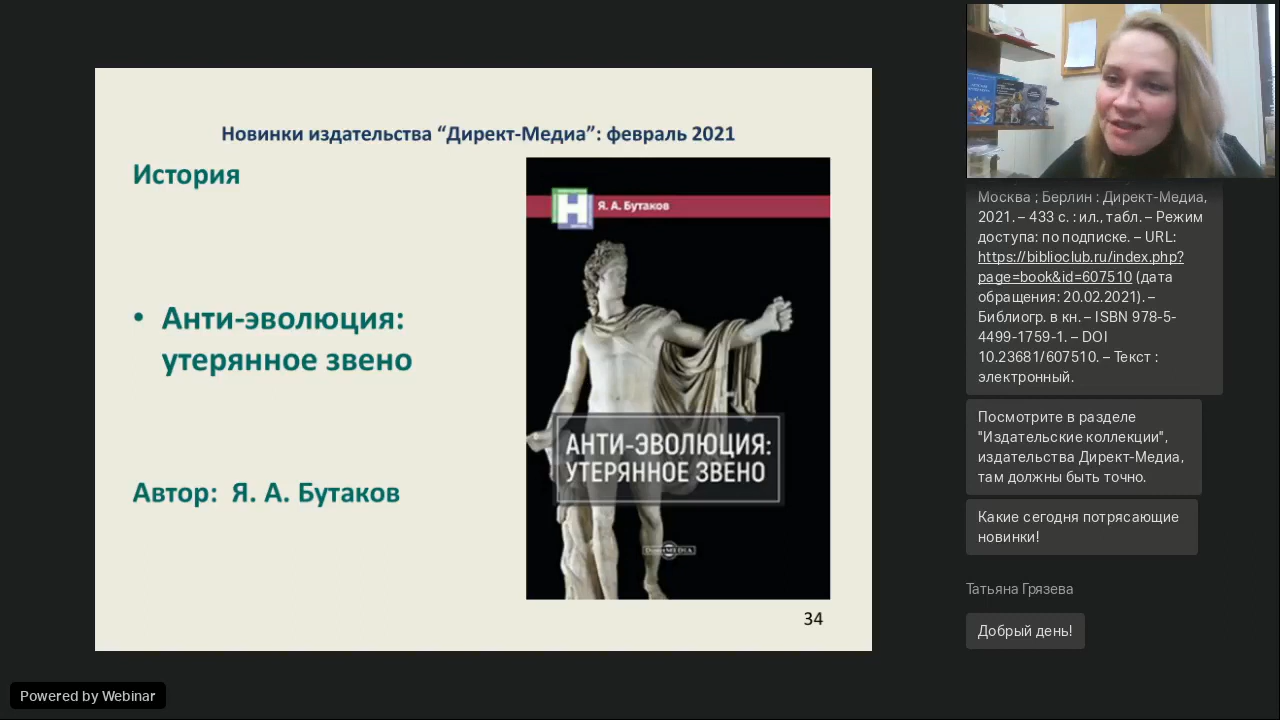 Новинки издательства “Директ-Медиа”: февраль 2021
История
• Анти-эволюция:
утерянное звено
Автор: Я. А. Бутаков
Я. А. Бутаков
АНТИ-ЭВОЛЮЦИЯ:
УТЕРЯННОЕ ЗВЕНО
DirectMEDIA
34
Powered by Webinar
Москва ; Берлин : Директ-Медиа,
2021. – 433 с. : ил., табл. – Режим
доступа: по подписке. – URL:
https://biblioclub.ru/index.php?
page=book&id=607510 (дата
обращения: 20.02.2021). –
Библиогр. в кн. – ISBN 978-5-
4499-1759-1. – DOI
10.23681/607510. – Текст :
электронный.
Посмотрите в разделе
"Издательские коллекции",
издательства Директ-Медиа,
там должны быть точно.
Какие сегодня потрясающие
новинки!
Татьяна Грязева
Добрый день!